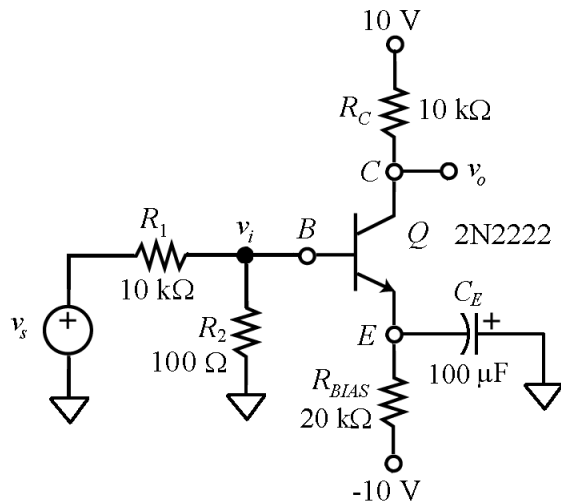 10 V
R_C 10 kΩ
C v_o
R_1 v_i B Q 2N2222
10 kΩ
v_s + R_2 E C_E +
100 Ω 100 μF
R_BIAS
20 kΩ
-10 V